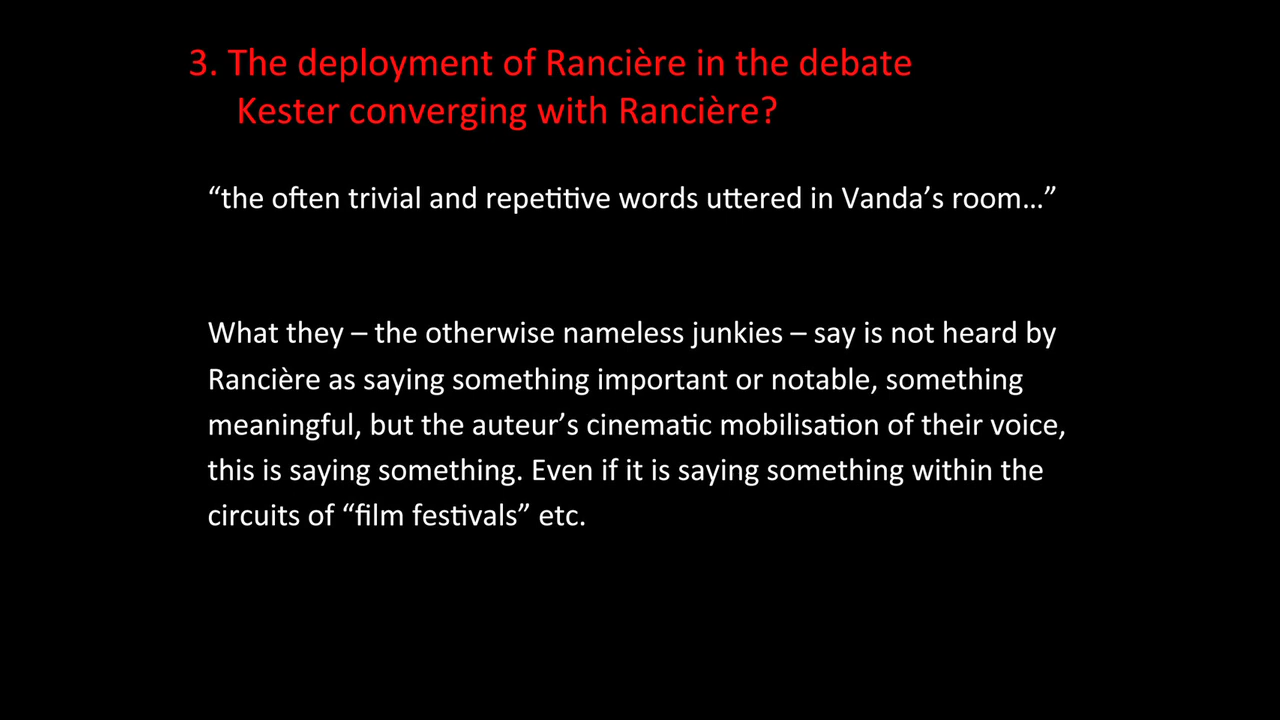 3. The deployment of Rancière in the debate
Kester converging with Rancière?
“the often trivial and repetitive words uttered in Vanda’s room…”
What they – the otherwise nameless junkies – say is not heard by
Rancière as saying something important or notable, something
meaningful, but the auteur’s cinematic mobilisation of their voice,
this is saying something. Even if it is saying something within the
circuits of “film festivals” etc.